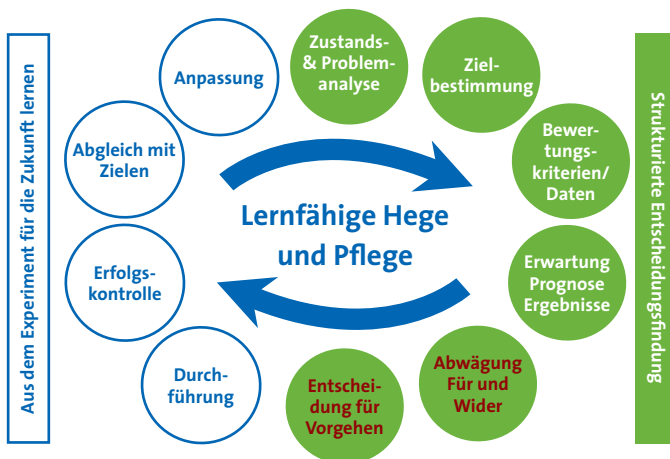 Aus dem Experiment für die Zukunft lernen
Anpassung
Zustands-
& Problem-
analyse
Ziel-
bestimmung
Bewer-
tungs-
kriterien/
Daten
Erwartung
Prognose
Ergebnisse
Abwägung
Für und
Wider
Entschei-
dung für
Vorgehen
Durch-
führung
Erfolgs-
kontrolle
Abgleich mit
Zielen
Lernfähige Hege
und Pflege
Strukturierte Entscheidungsfindung